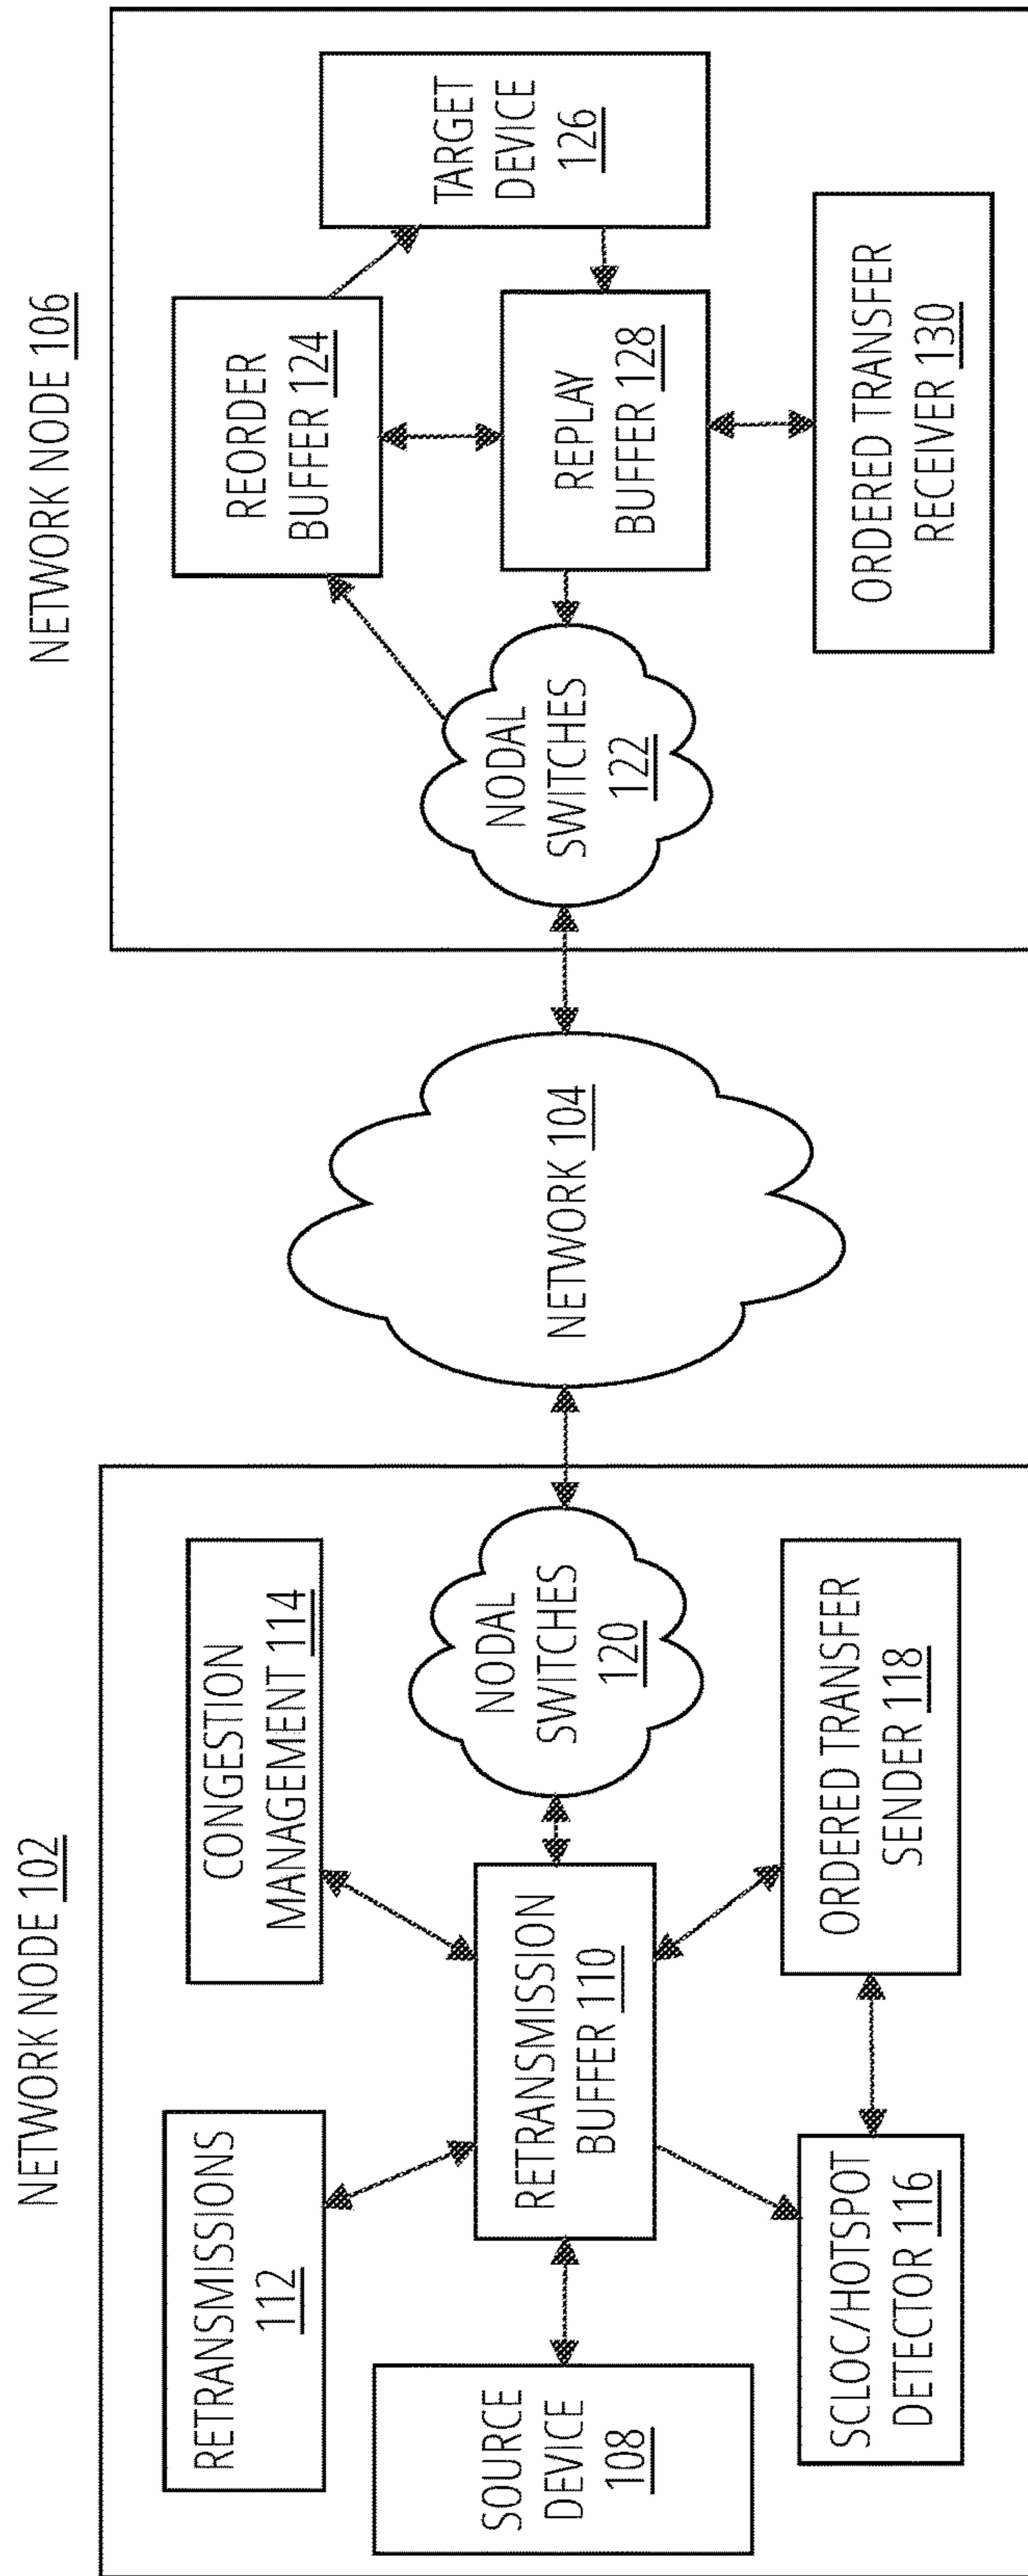 NETWORK NODE 102
RETRANSMISSIONS
112
CONGESTION
MANAGEMENT 114
SOURCE
DEVICE
108
RETRANSMISSION
BUFFER 110
NODAL
SWITCHES
120
SCLOC/HOTSPOT
DETECTOR 116
ORDERED TRANSFER
SENDER 118
NETWORK 104
NETWORK NODE 106
REORDER
BUFFER 124
TARGET
DEVICE
126
NODAL
SWITCHES
122
REPLAY
BUFFER 128
ORDERED TRANSFER
RECEIVER 130